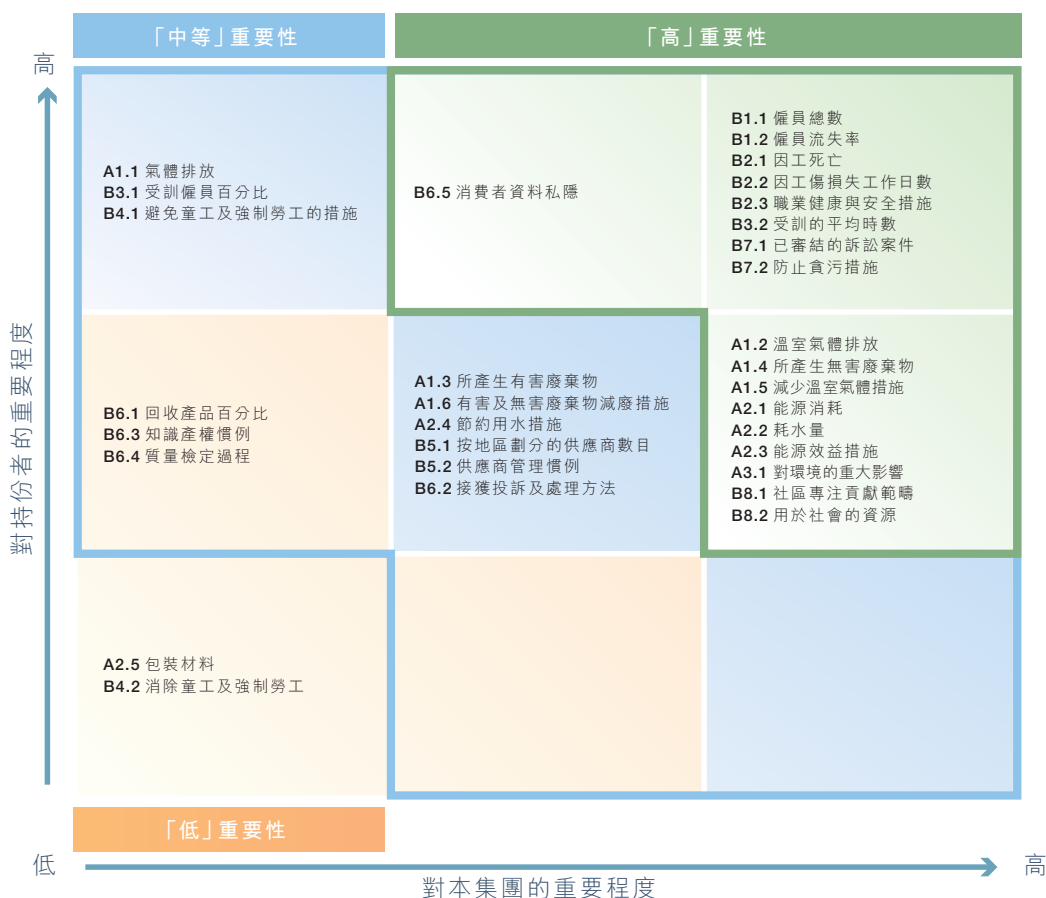 「中等」重要性
「高」重要性
高
A1.1 氣體排放
B3.1 受訓僱員百分比
B4.1 避免童工及強制勞工的措施
B6.5 消費者資料私隱
B1.1 僱員總數
B1.2 僱員流失率
B2.1 因工死亡
B2.2 因工傷損失工作日數
B2.3 職業健康與安全措施
B3.2 受訓的平均時數
B7.1 已審結的訴訟案件
B7.2 防止貪污措施
對持份者的重要程度
B6.1 回收產品百分比
B6.3 知識產權慣例
B6.4 質量檢定過程
A1.3 所產生有害廢棄物
A1.6 有害及無害廢棄物減廢措施
A2.4 節約用水措施
B5.1 按地區劃分的供應商數目
B5.2 供應商管理慣例
B6.2 接獲投訴及處理方法
A1.2 溫室氣體排放
A1.4 所產生無害廢棄物
A1.5 減少溫室氣體措施
A2.1 能源消耗
A2.2 耗水量
A2.3 能源效益措施
A3.1 對環境的重大影響
B8.1 社區專注貢獻範疇
B8.2 用於社會的資源
A2.5 包裝材料
B4.2 消除童工及強制勞工
「低」重要性
低
高
對本集團的重要程度